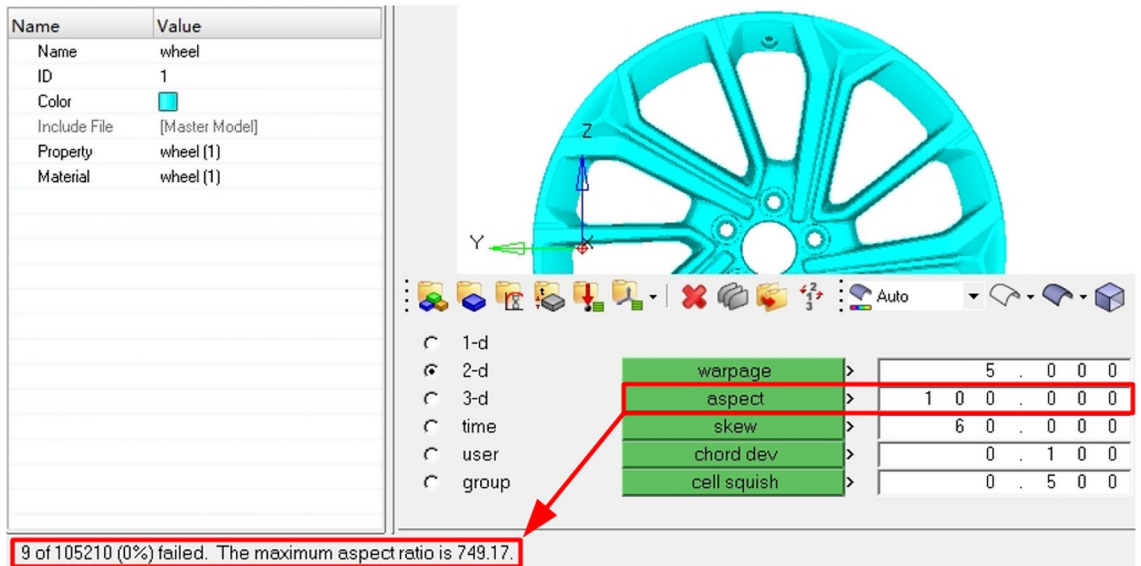 Name Value
Name wheel
ID 1
Color
Include File [Master Model]
Property wheel (1)
Material wheel (1)
Z
Y
X
Auto
1-d
2-d warpage > 5.000
3-d aspect > 100.000
time skew > 60.000
user chord dev > 0.100
group cell squish > 0.500
9 of 105210 (0%) failed. The maximum aspect ratio is 749.17.